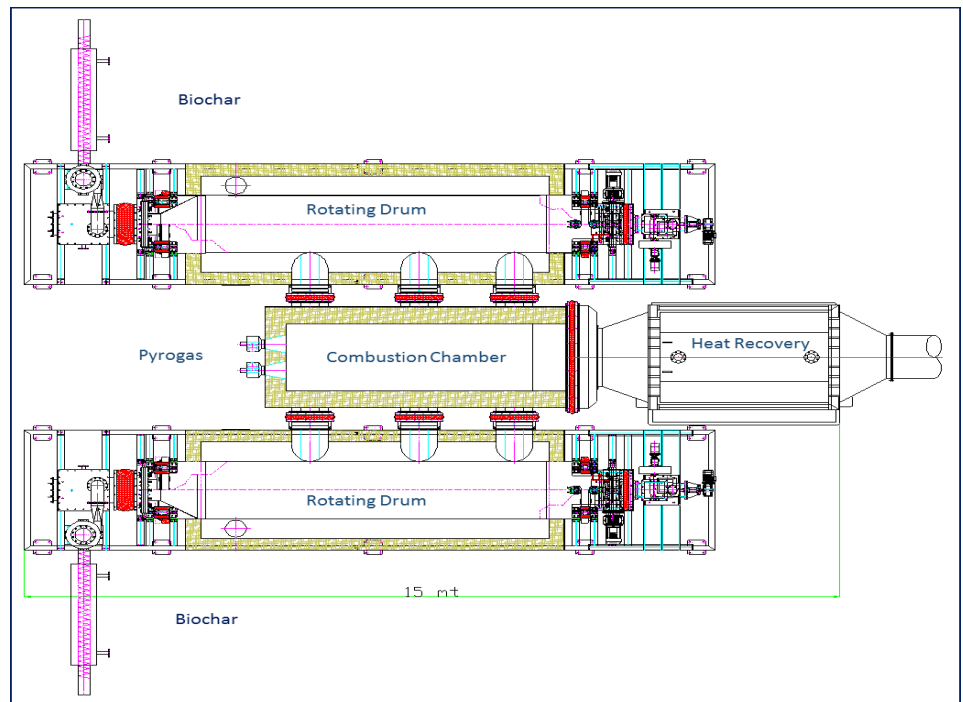 Biochar
Rotating Drum
Pyrogas
Combustion Chamber
Heat Recovery
Rotating Drum
15 mt
Biochar